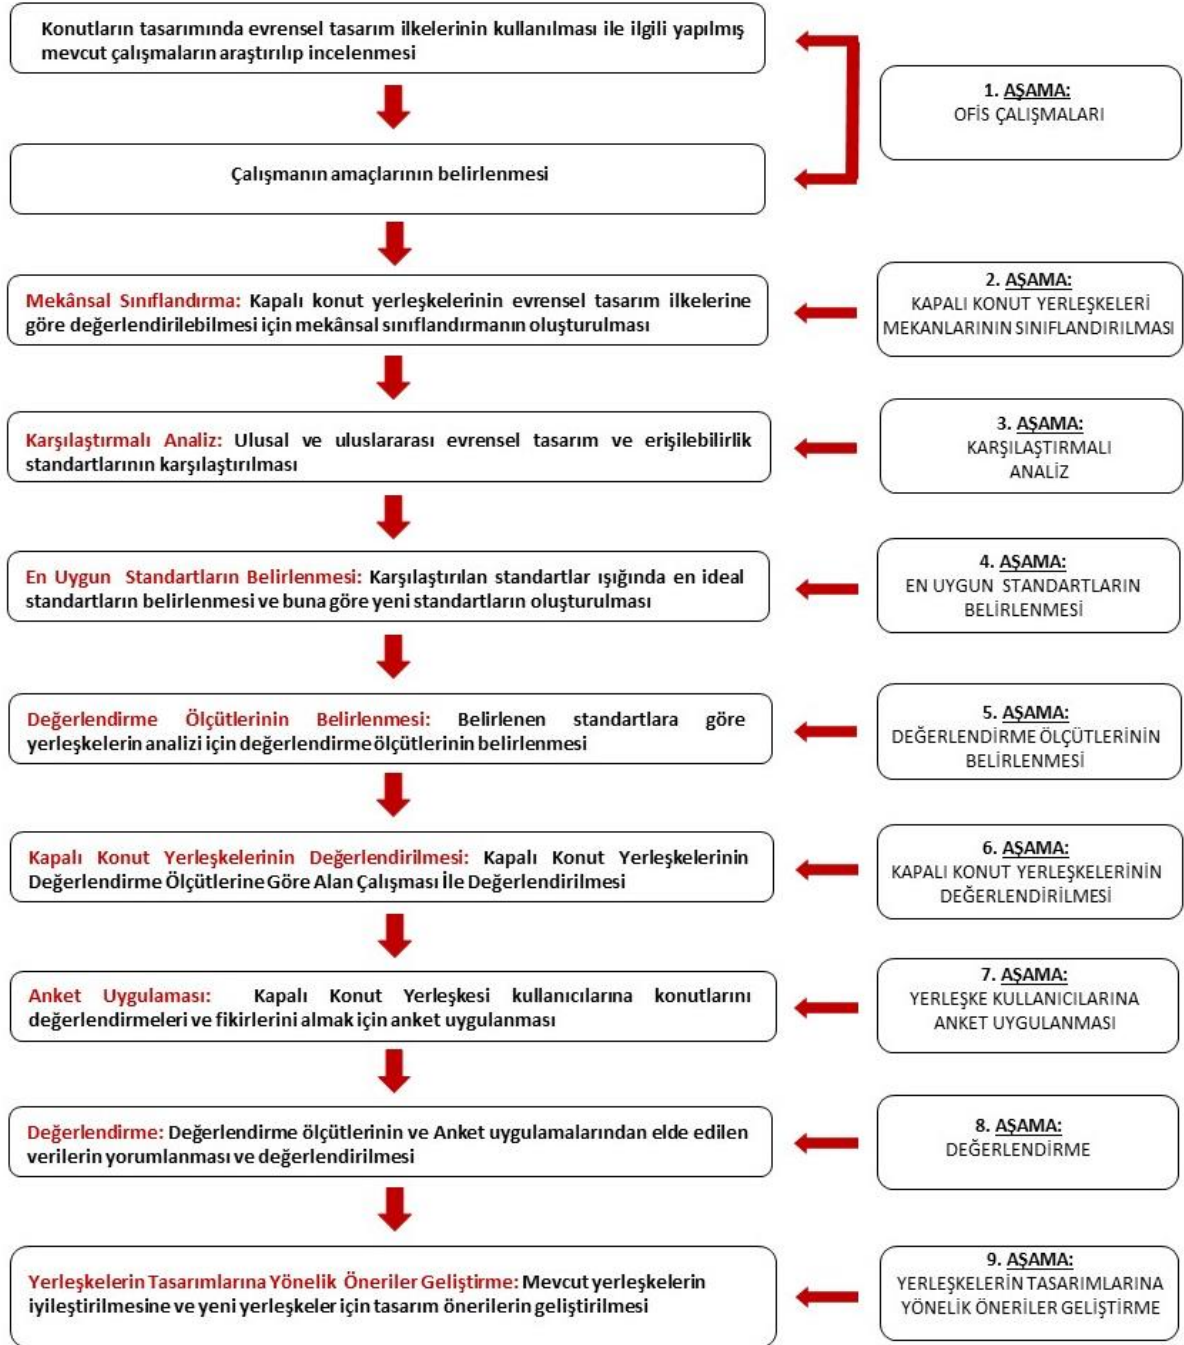 Konutların tasarımında evrensel tasarım ilkelerinin kullanılması ile ilgili yapılmış
mevcut çalışmaların araştırılıp incelenmesi
1. AŞAMA:
OFİS ÇALIŞMALARI
Çalışmanın amaçlarının belirlenmesi
Mekânsal Sınıflandırma: Kapalı konut yerleşkelerinin evrensel tasarım ilkelerine
göre değerlendirilebilmesi için mekânsal sınıflandırmanın oluşturulması
2. AŞAMA:
KAPALI KONUT YERLEŞKELERİ
MEKANLARININ SINIFLANDIRILMASI
Karşılaştırmalı Analiz: Ulusal ve uluslararası evrensel tasarım ve erişilebilirlik
standartlarının karşılaştırılması
3. AŞAMA:
KARŞILAŞTIRMALI
ANALİZ
En Uygun Standartların Belirlenmesi: Karşılaştırılan standartlar ışığında en ideal
standartların belirlenmesi ve buna göre yeni standartların oluşturulması
4. AŞAMA:
EN UYGUN STANDARTLARIN
BELİRLENMESİ
Değerlendirme Ölçütlerinin Belirlenmesi: Belirlenen standartlara göre
yerleşkelerin analizi için değerlendirme ölçütlerinin belirlenmesi
5. AŞAMA:
DEĞERLENDİRME ÖLÇÜTLERİNİN
BELİRLENMESİ
Kapalı Konut Yerleşkelerinin Değerlendirilmesi: Kapalı Konut Yerleşkelerinin
Değerlendirme Ölçütlerine Göre Alan Çalışması İle Değerlendirilmesi
6. AŞAMA:
KAPALI KONUT YERLEŞKELERİNİN
DEĞERLENDİRİLMESİ
Anket Uygulaması: Kapalı Konut Yerleşkesi kullanıcılarına konutlarını
değerlendirmeleri ve fikirlerini almak için anket uygulanması
7. AŞAMA:
YERLEŞKE KULLANICILARINA
ANKET UYGULANMASI
Değerlendirme: Değerlendirme ölçütlerinin ve Anket uygulamalarından elde edilen
verilerin yorumlanması ve değerlendirilmesi
8. AŞAMA:
DEĞERLENDİRME
Yerleşkelerin Tasarımlarına Yönelik Öneriler Geliştirme: Mevcut yerleşkelerin
iyileştirilmesine ve yeni yerleşkeler için tasarım önerilerin geliştirilmesi
9. AŞAMA:
YERLEŞKELERİN TASARIMLARINA
YÖNELİK ÖNERİLER GELİŞTİRME